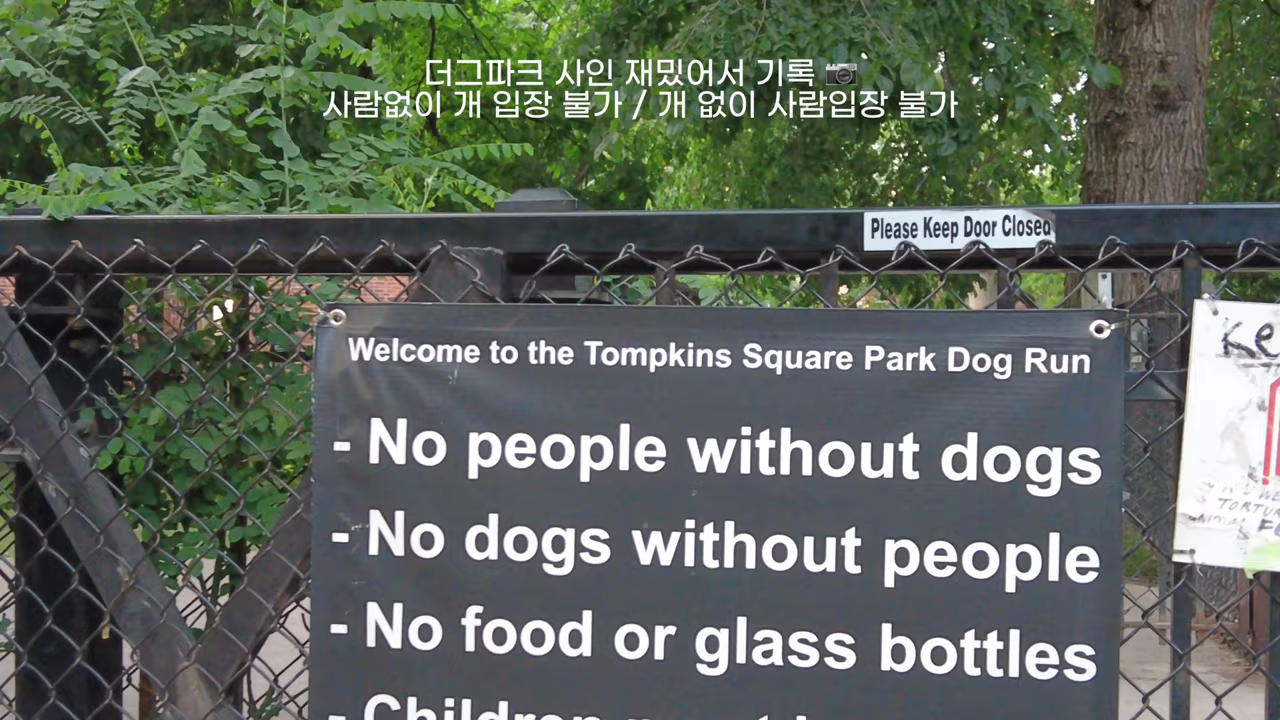 더그파크 사인 재밌어서 기록 📷
사람없이 개 입장 불가 / 개 없이 사람입장 불가
Please Keep Door Closed
Welcome to the Tompkins Square Park Dog Run
- No people without dogs
- No dogs without people
- No food or glass bottles
- Children